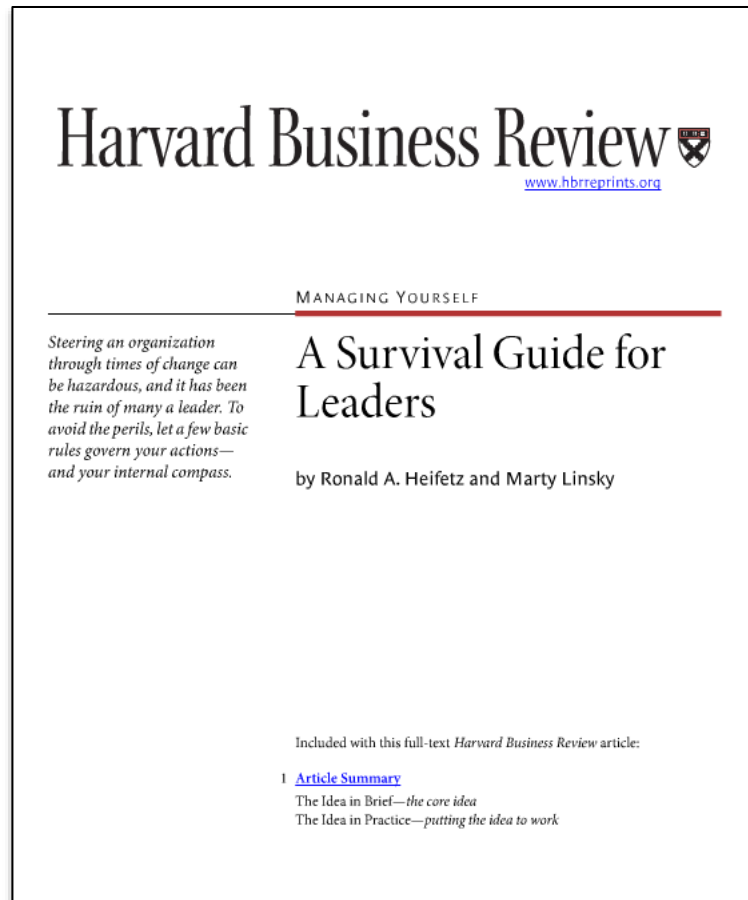 Harvard Business Review
www.hbrreprints.org
MANAGING YOURSELF
Steering an organization
through times of change can
be hazardous, and it has been
the ruin of many a leader. To
avoid the perils, let a few basic
rules govern your actions—
and your internal compass.
A Survival Guide for
Leaders
by Ronald A. Heifetz and Marty Linsky
Included with this full-text Harvard Business Review article:
1 Article Summary
The Idea in Brief—the core idea
The Idea in Practice—putting the idea to work